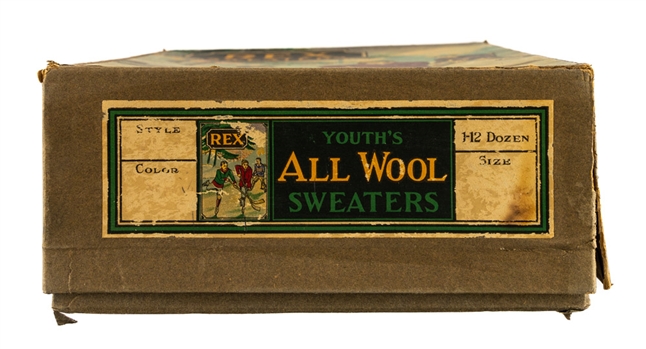 STYLE
COLOR
REX
YOUTH'S
ALL WOOL
SWEATERS
1-12 DOZEN
SIZE